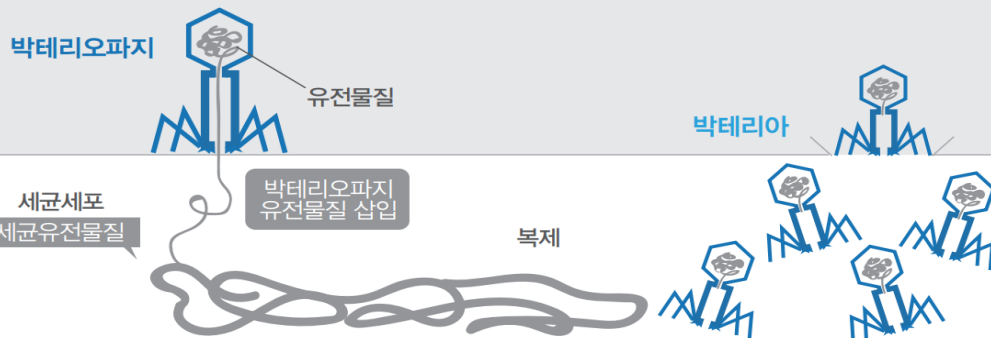 박테리오파지
유전물질
박테리아
세균세포
세균유전물질
박테리오파지
유전물질 삽입
복제